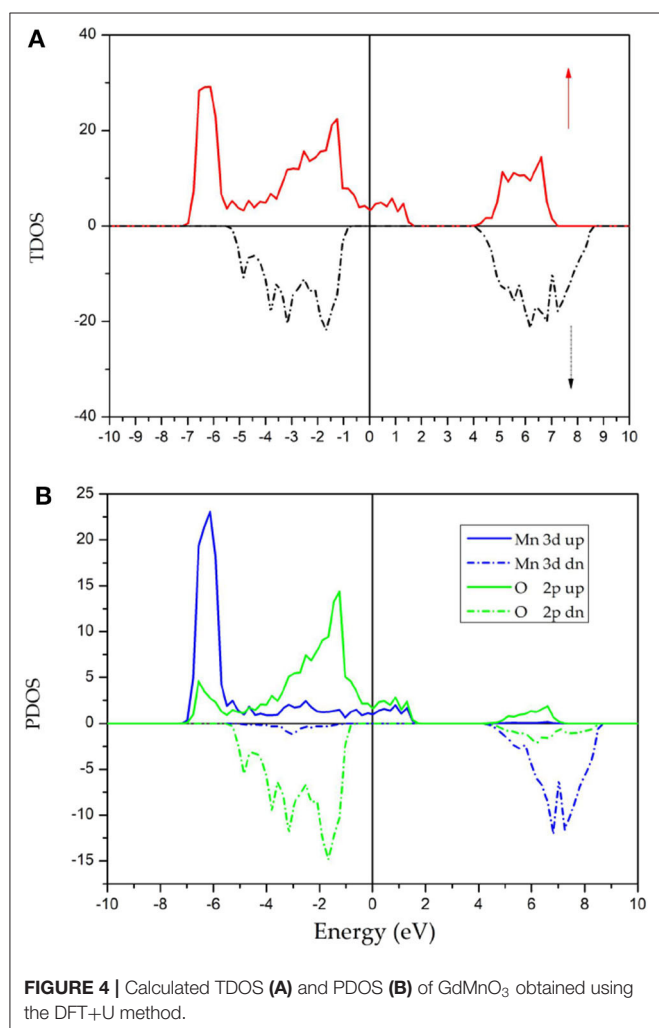 A
40
20
0
-20
-40
TDOS
-10 -9 -8 -7 -6 -5 -4 -3 -2 -1 0 1 2 3 4 5 6 7 8 9 10
B
25
20
15
10
5
0
-5
-10
-15
PDOS
Mn 3d up
Mn 3d dn
O 2p up
O 2p dn
-10 -8 -6 -4 -2 0 2 4 6 8 10
Energy (eV)
FIGURE 4 | Calculated TDOS (A) and PDOS (B) of GdMnO₃ obtained using
the DFT+U method.